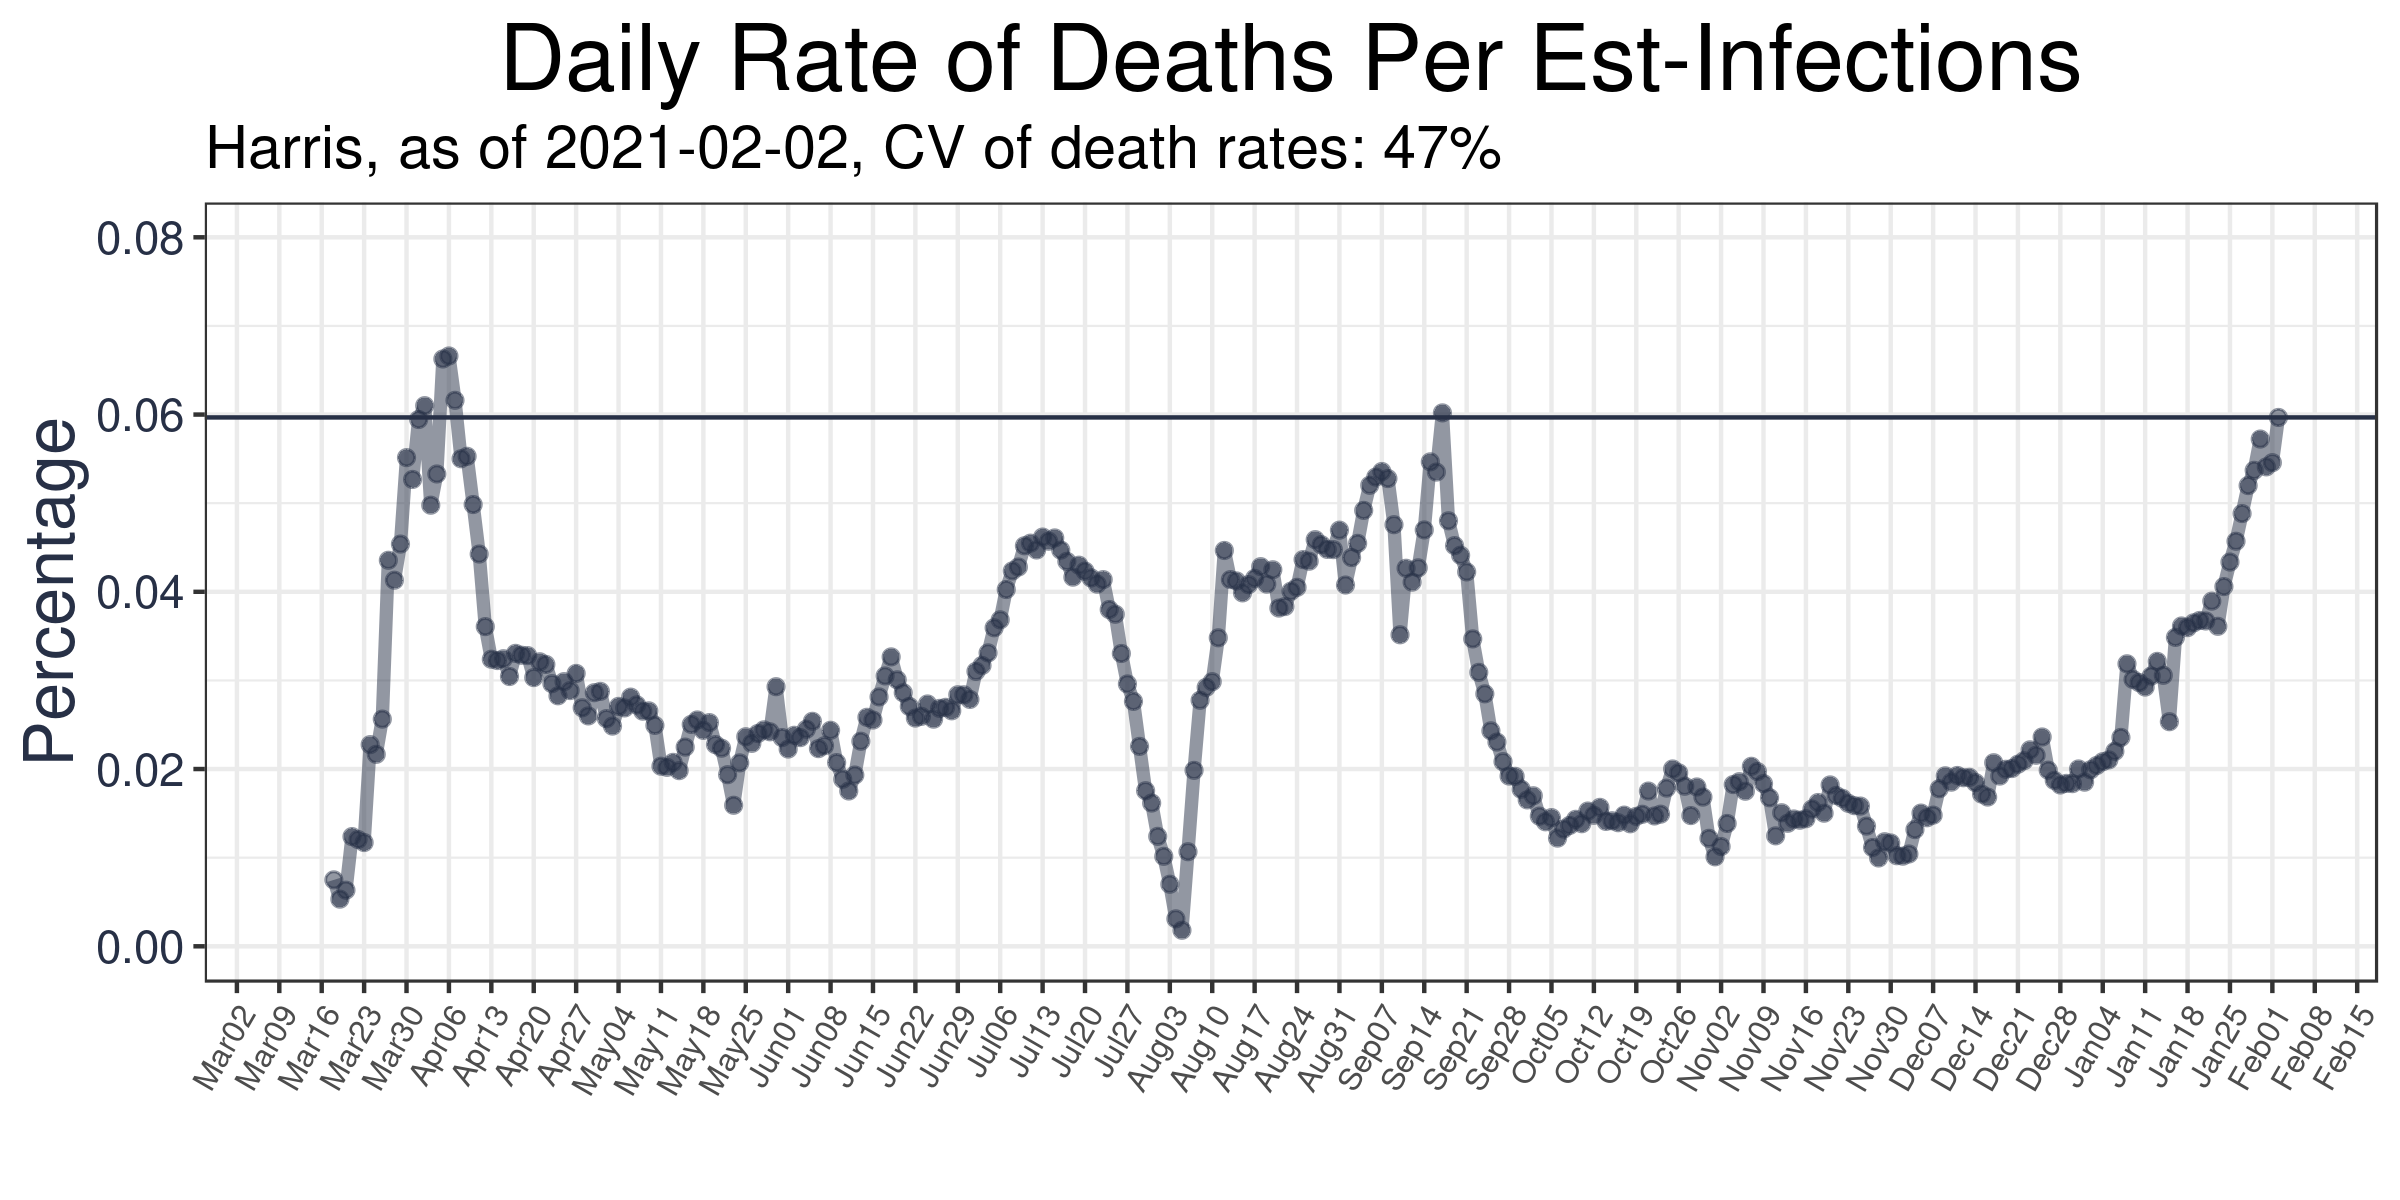 Daily Rate of Deaths Per Est-Infections
Harris, as of 2021-02-02, CV of death rates: 47%
Percentage
0.08
0.06
0.04
0.02
0.00
Mar02 Mar09 Mar16 Mar23 Mar30 Apr06 Apr13 Apr20 Apr27 May04 May11 May18 May25 Jun01 Jun08 Jun15 Jun22 Jun29 Jul06 Jul13 Jul20 Jul27 Aug03 Aug10 Aug17 Aug24 Aug31 Sep07 Sep14 Sep21 Sep28 Oct05 Oct12 Oct19 Oct26 Nov02 Nov09 Nov16 Nov23 Nov30 Dec07 Dec14 Dec21 Dec28 Jan04 Jan11 Jan18 Jan25 Feb01 Feb08 Feb15